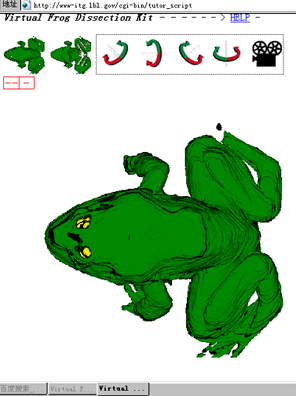 地址 http://www-itg.lbl.gov/cgi-bin/tutor_script
Virtual Frog Dissection Kit - - - - - - > HELP -
百度搜索_ Virtual F... Virtual ...